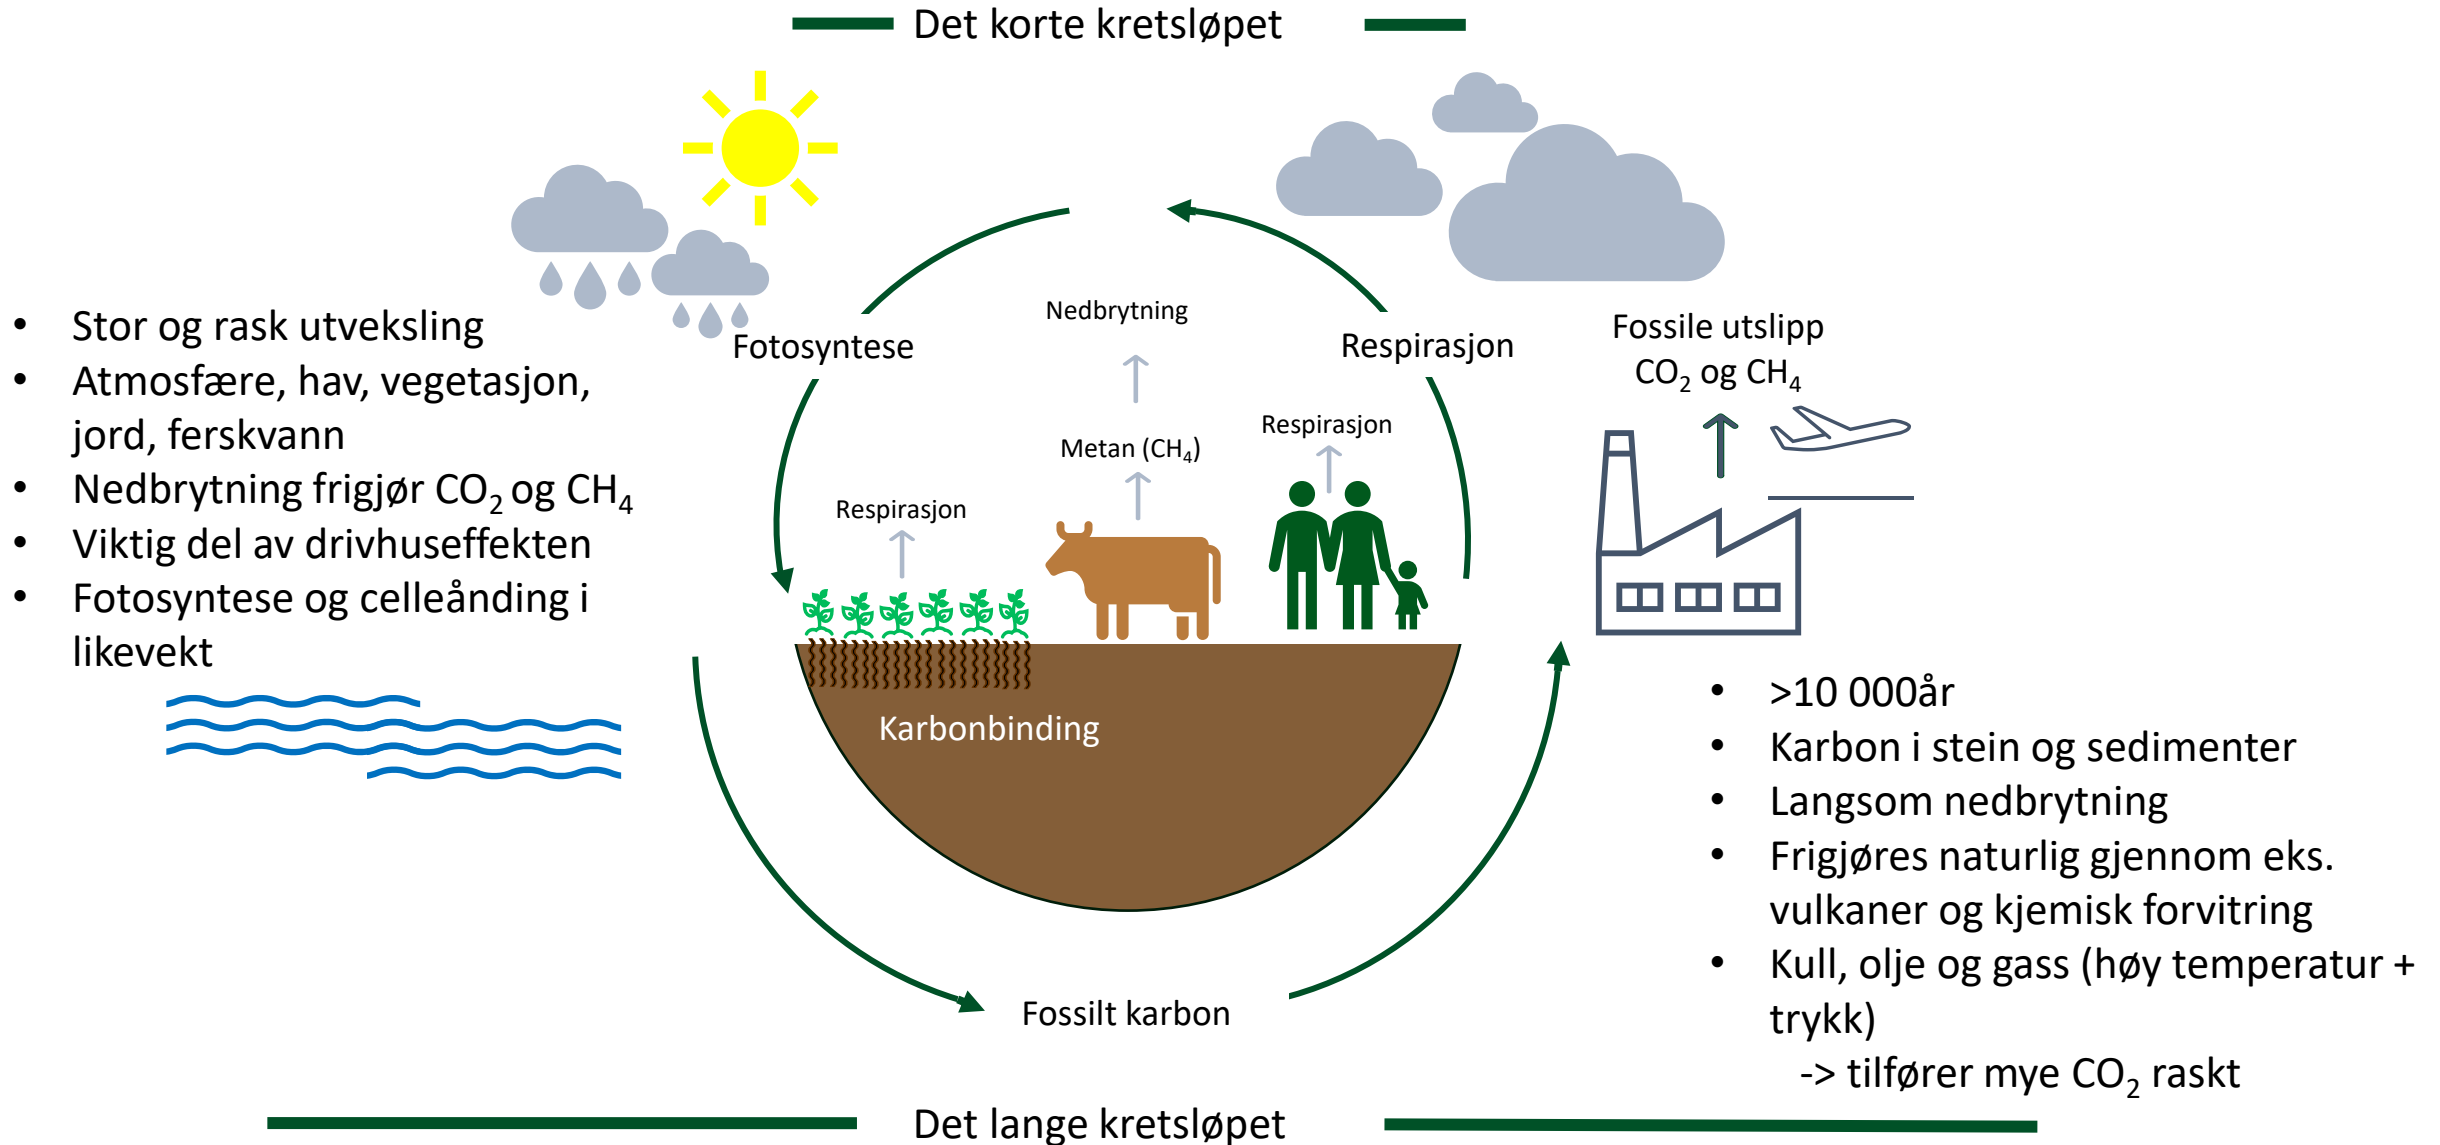 Det korte kretsløpet
• Stor og rask utveksling
• Atmosfære, hav, vegetasjon,
jord, ferskvann
• Nedbrytning frigjør CO₂ og CH₄
• Viktig del av drivhuseffekten
• Fotosyntese og celleånding i
likevekt
Fotosyntese
Nedbrytning
Respirasjon
Metan (CH₄)
Respirasjon
Respirasjon
Karbonbinding
Fossilt karbon
Fossile utslipp
CO₂ og CH₄
• >10 000år
• Karbon i stein og sedimenter
• Langsom nedbrytning
• Frigjøres naturlig gjennom eks.
vulkaner og kjemisk forvitring
• Kull, olje og gass (høy temperatur +
trykk)
-> tilfører mye CO₂ raskt
Det lange kretsløpet